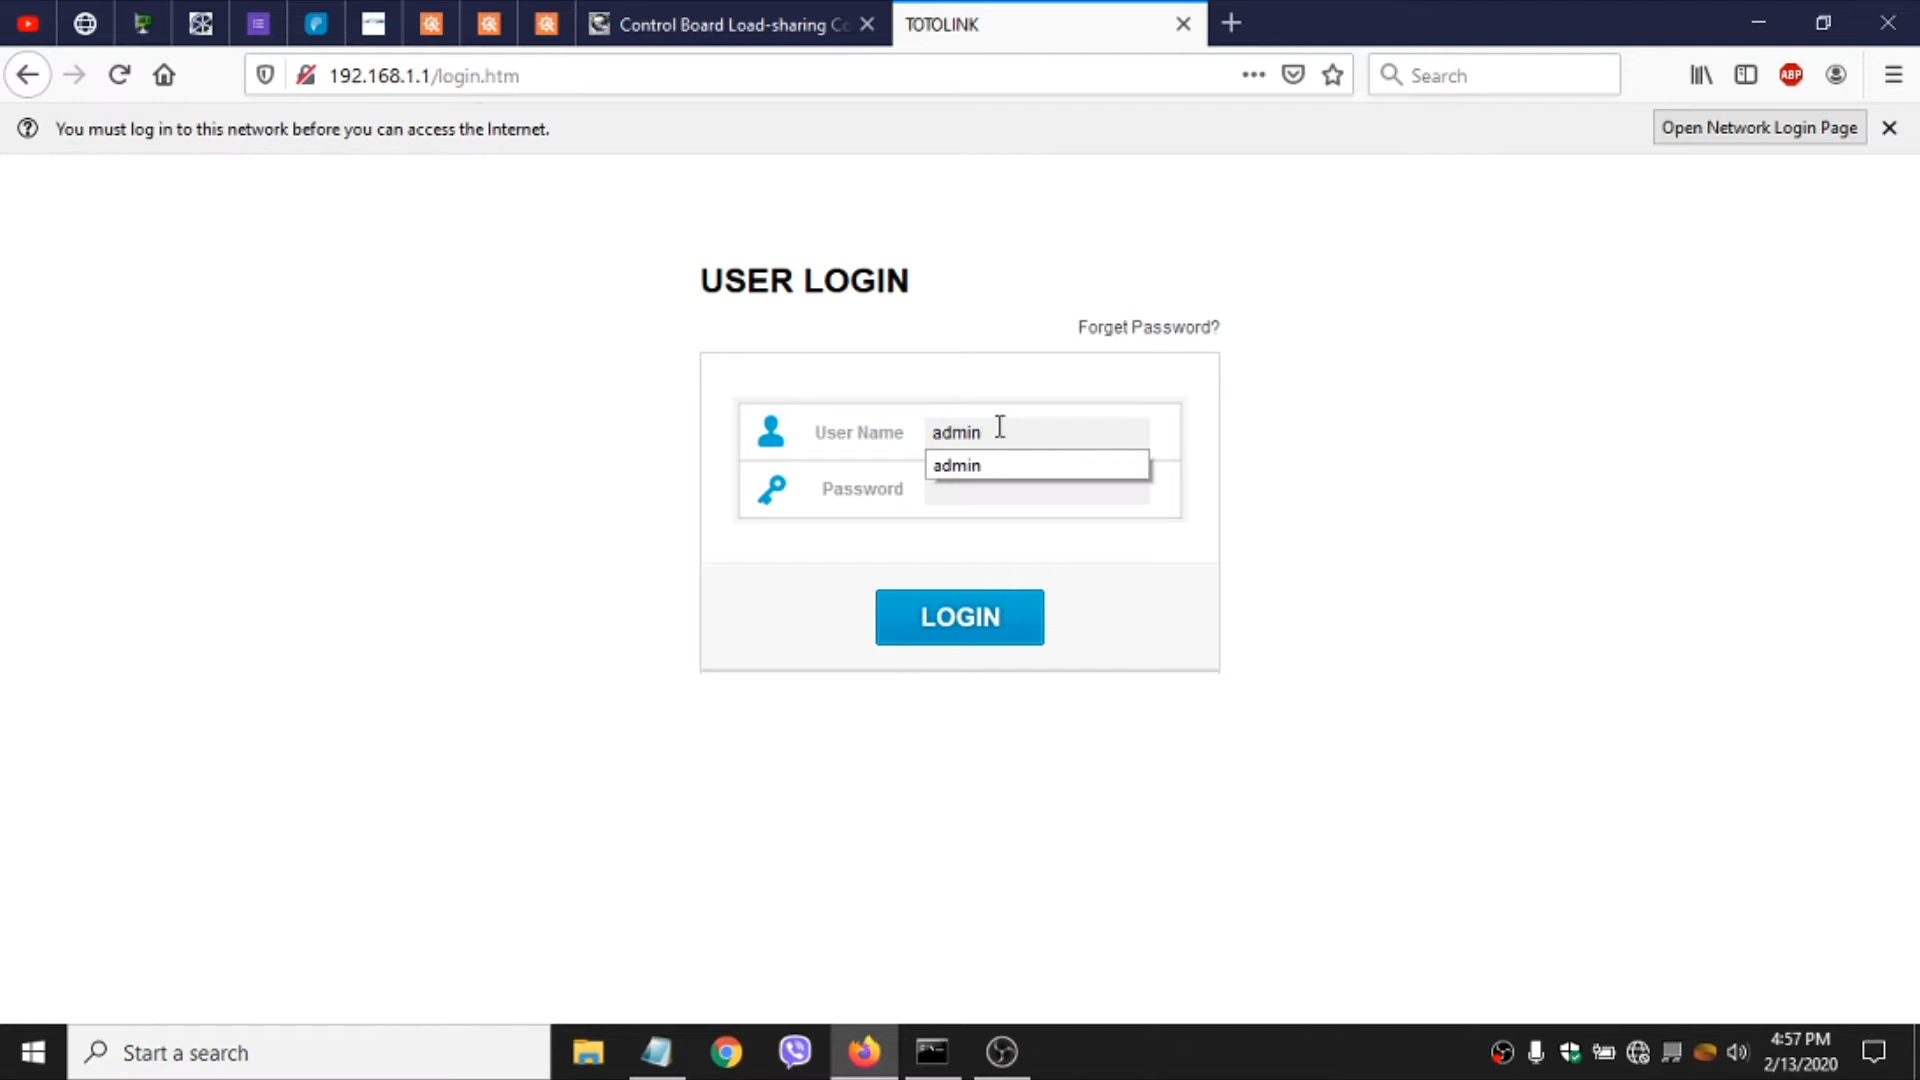 Control Board Load-sharing Co
TOTOLINK
192.168.1.1/login.htm
Search
ABP
You must log in to this network before you can access the Internet.
Open Network Login Page
USER LOGIN
Forget Password?
User Name
admin
admin
Password
LOGIN
Start a search
4:57 PM
2/13/2020